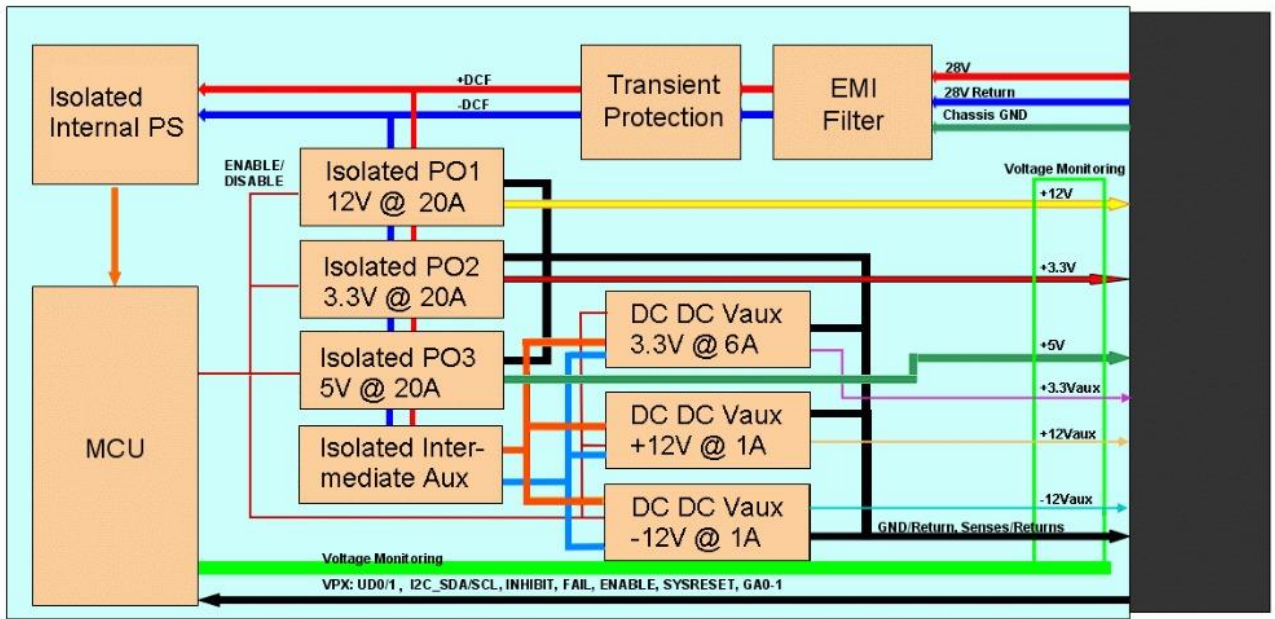 28V
+DCF
Transient
Protection
EMI
Filter
Isolated
Internal PS
28V Return
-DCF
Chassis GND
ENABLE/
DISABLE
Isolated PO1
12V @ 20A
Voltage Monitoring
+12V
Isolated PO2
3.3V @ 20A
+3.3V
DC DC Vaux
3.3V @ 6A
Isolated PO3
5V @ 20A
+5V
+3.3Vaux
MCU
DC DC Vaux
+12V @ 1A
+12Vaux
Isolated Inter-
mediate Aux
DC DC Vaux
-12V @ 1A
-12Vaux
GND/Return, Senses/Returns
Voltage Monitoring
VPX: UD0/1 , I2C_SDA/SCL, INHIBIT, FAIL, ENABLE, SYSRESET, GA0-1